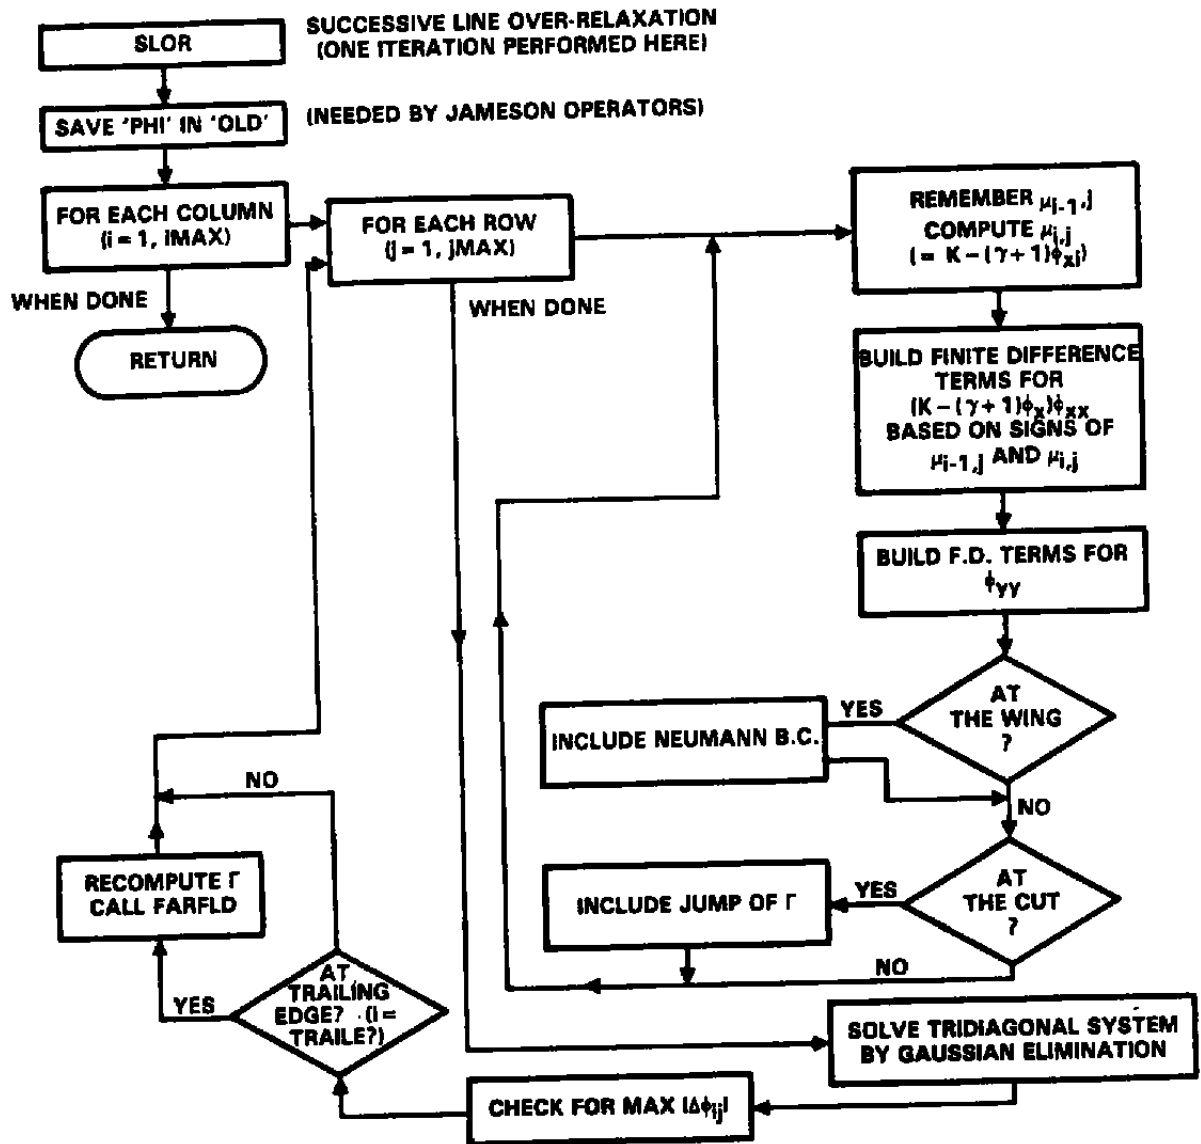 SLOR
SUCCESSIVE LINE OVER-RELAXATION
(ONE ITERATION PERFORMED HERE)
SAVE 'PHI' IN 'OLD'
(NEEDED BY JAMESON OPERATORS)
FOR EACH COLUMN
(i = 1, iMAX)
WHEN DONE
RETURN
FOR EACH ROW
(j = 1, jMAX)
WHEN DONE
REMEMBER μi-1,j
COMPUTE μi,j
(= K – (γ + 1)ϕxj)
BUILD FINITE DIFFERENCE
TERMS FOR
(K – (γ + 1)ϕx)ϕxx
BASED ON SIGNS OF
μi-1,j AND μi,j
BUILD F.D. TERMS FOR
ϕyy
AT
THE WING
?
YES
INCLUDE NEUMANN B.C.
NO
AT
THE CUT
?
YES
INCLUDE JUMP OF Γ
NO
SOLVE TRIDIAGONAL SYSTEM
BY GAUSSIAN ELIMINATION
CHECK FOR MAX |Δϕij|
AT
TRAILING
EDGE? (i =
TRAILE?)
YES
RECOMPUTE Γ
CALL FARFLD
NO